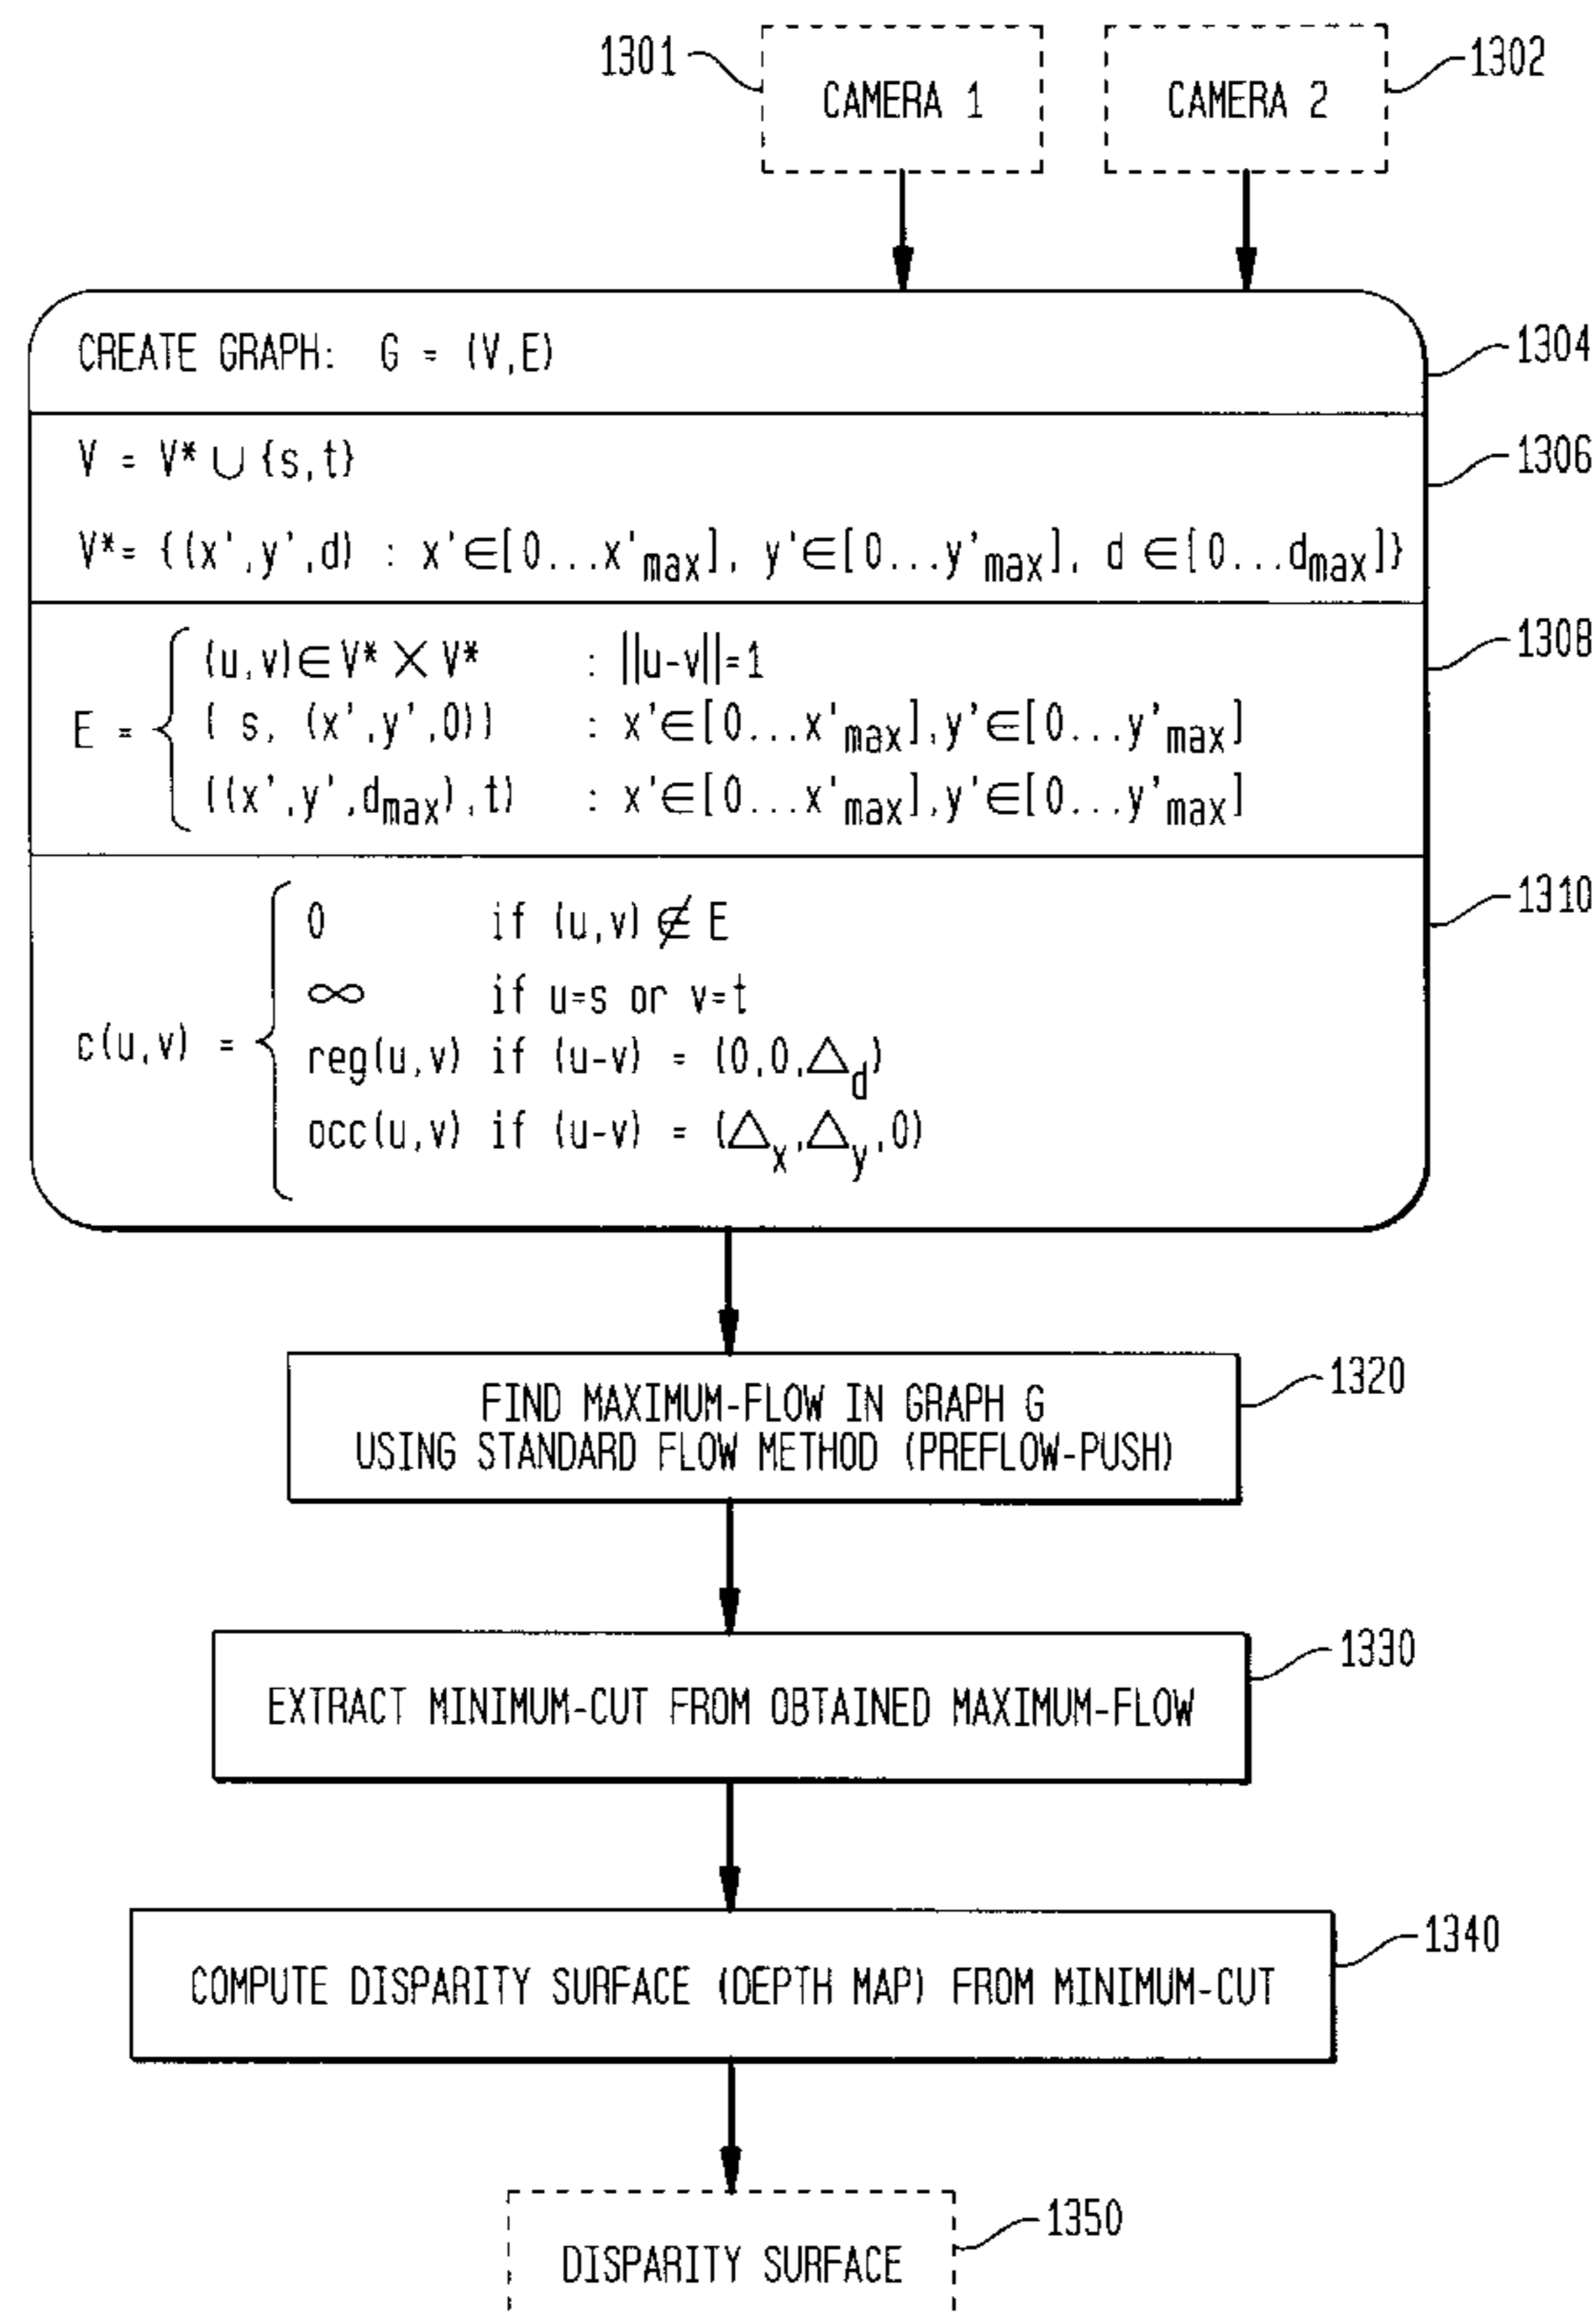 1301 CAMERA 1 CAMERA 2 1302
CREATE GRAPH: G = (V,E) 1304
V = V* ∪ {s,t} 1306
V*= {(x',y',d) : x'∈[0...x'max], y'∈[0...y'max], d ∈[0...dmax]}
1308
(u,v)∈V* X V* : ||u-v||=1
E = ( s, (x',y',0)) : x'∈[0...x'max],y'∈[0...y'max]
((x',y',dmax),t) : x'∈[0...x'max],y'∈[0...y'max]
1310
0 if (u,v) ∉ E
∞ if u=s or v=t
c(u,v) = reg(u,v) if (u-v) = (0,0,△d)
occ(u,v) if (u-v) = (△x,△y,0)
1320
FIND MAXIMUM-FLOW IN GRAPH G
USING STANDARD FLOW METHOD (PREFLOW-PUSH)
1330
EXTRACT MINIMUM-CUT FROM OBTAINED MAXIMUM-FLOW
1340
COMPUTE DISPARITY SURFACE (DEPTH MAP) FROM MINIMUM-CUT
1350
DISPARITY SURFACE